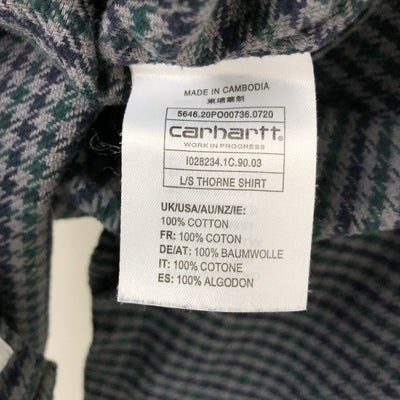 MADE IN CAMBODIA
柬埔寨制
5646.20PO00736.0720
carhartt
WORK IN PROGRESS
I028234.1C.90.03
L/S THORNE SHIRT
UK/USA/AU/NZ/IE:
100% COTTON
FR: 100% COTON
DE/AT: 100% BAUMWOLLE
IT: 100% COTONE
ES: 100% ALGODON